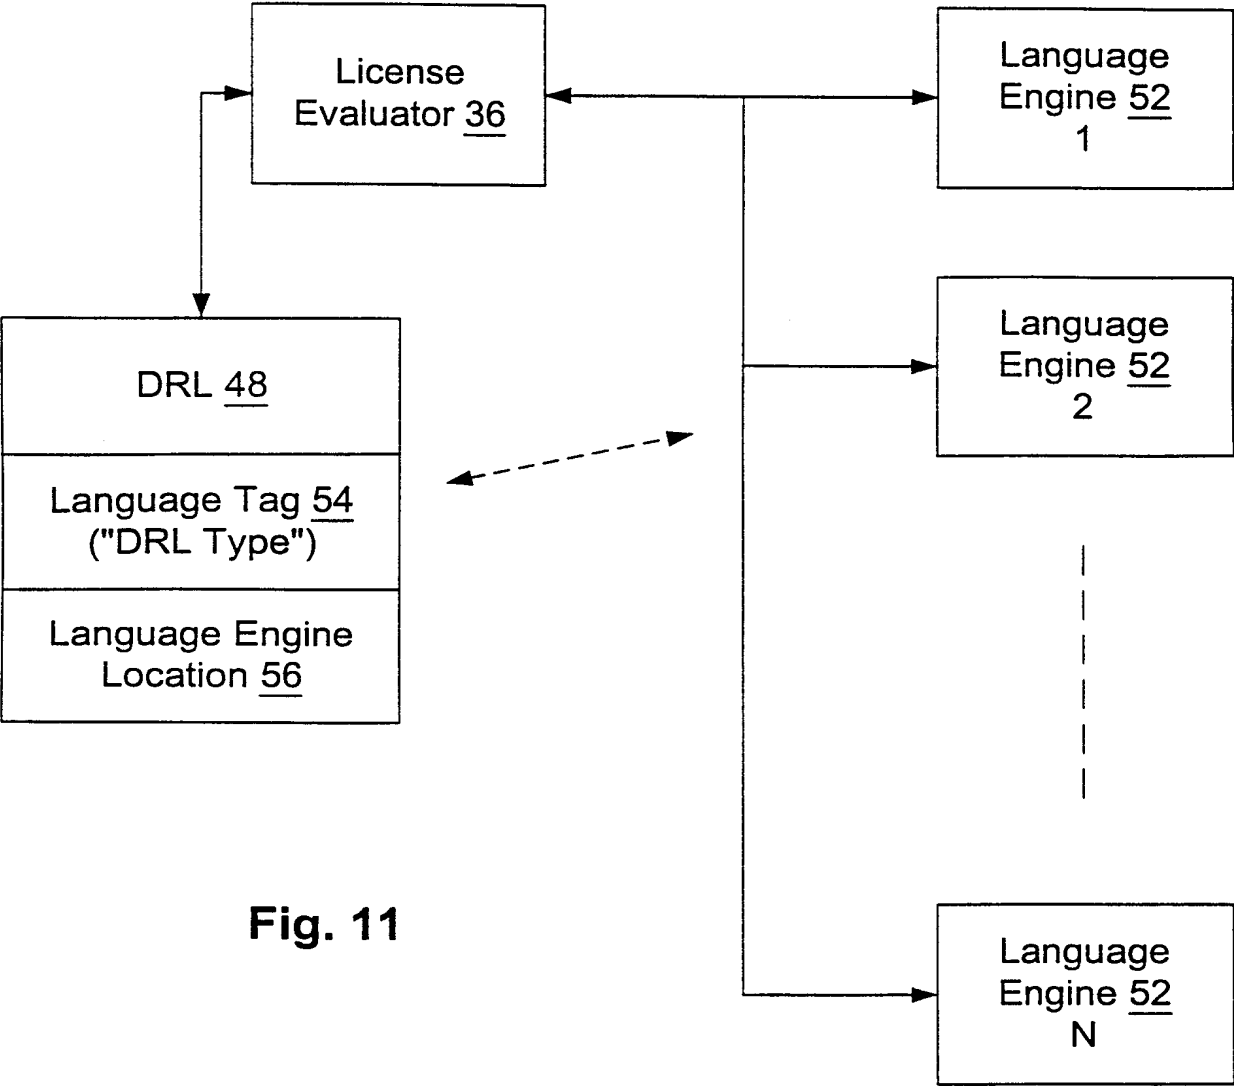 License
Evaluator 36
Language
Engine 52
1
Language
Engine 52
2
DRL 48
Language Tag 54
("DRL Type")
Language Engine
Location 56
Language
Engine 52
N
Fig. 11